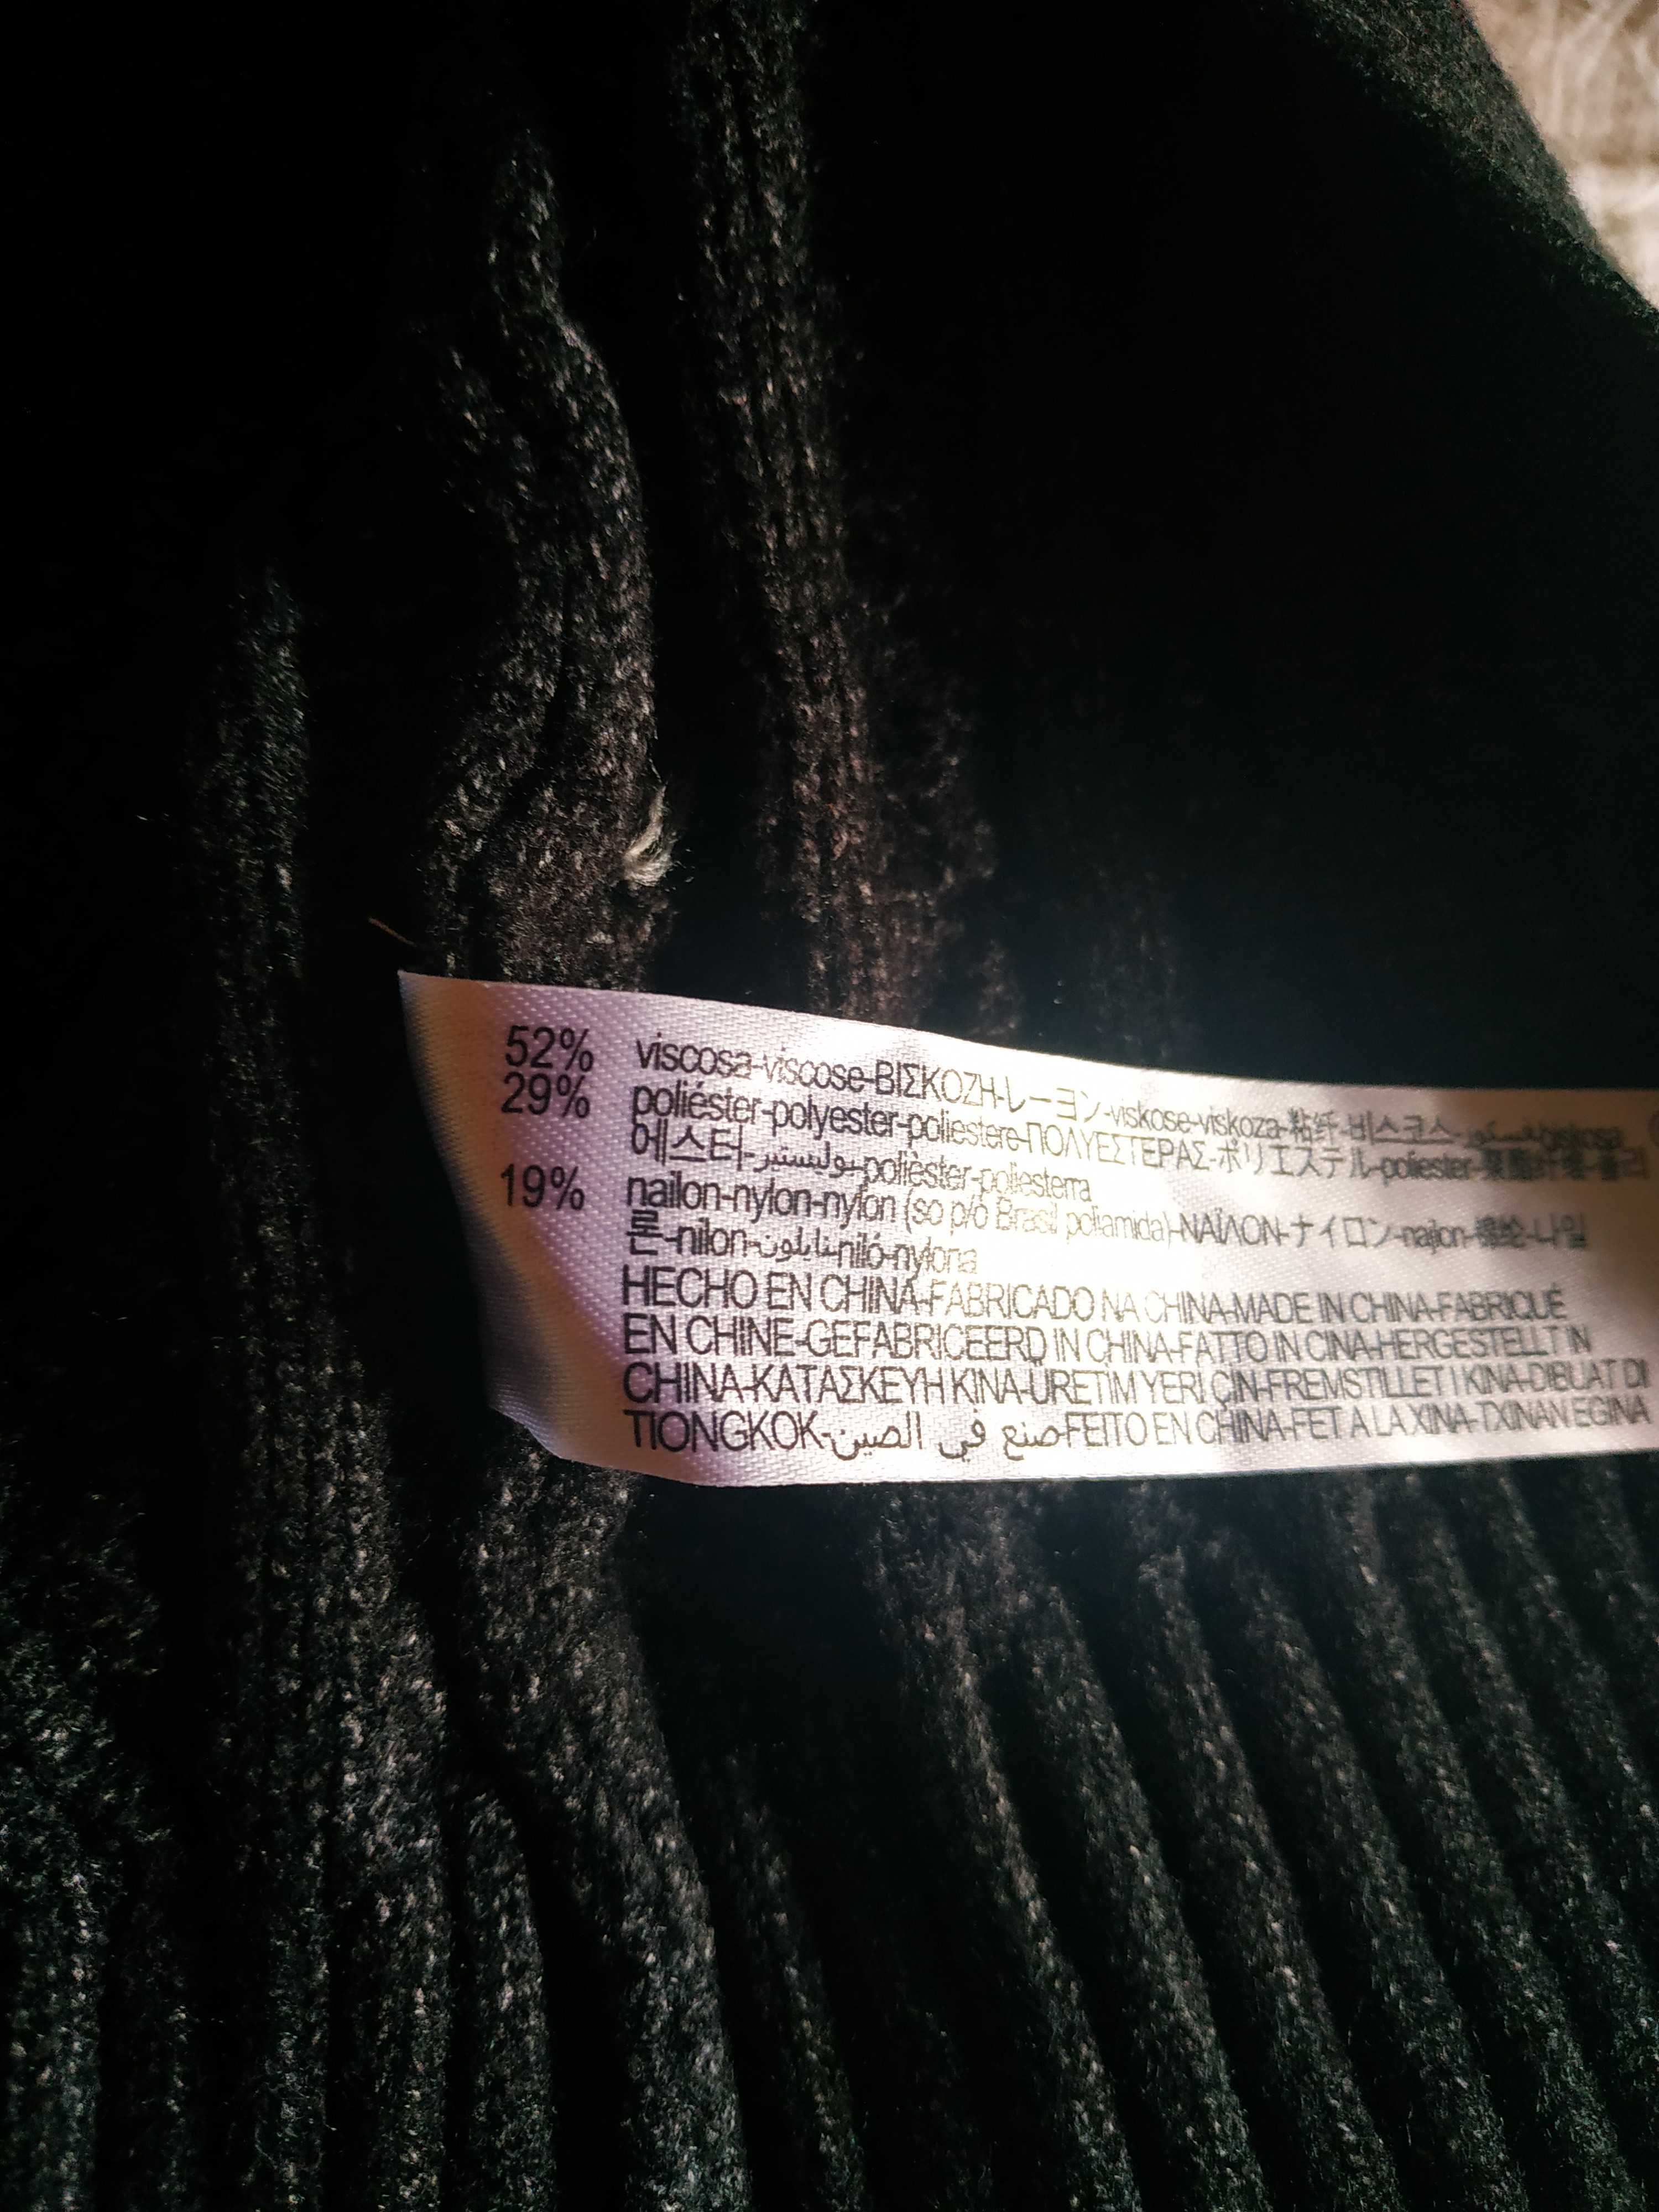 52% viscosa-viscose-ΒΙΣΚΟΖΗ-レーヨン-viskose-viskoza-粘纤-비스코스-فسكوز-biskosa
29% poliéster-polyester-poliestere-ΠΟΛΥΕΣΤΕΡΑΣ-ポリエステル-poliester-聚酯纤维-폴리
에스터-بوليستير-polièster-poliesterra
19% nailon-nylon-nylon (so p/o Brasil poliamida)-ΝΑΪΛΟΝ-ナイロン-najlon-锦纶-나일
론-nilon-نايلون-niló-nylona
HECHO EN CHINA-FABRICADO NA CHINA-MADE IN CHINA-FABRIQUÉ
EN CHINE-GEFABRICEERD IN CHINA-FATTO IN CINA-HERGESTELLT IN
CHINA-ΚΑΤΑΣΚΕΥΗ ΚΙΝΑ-URETIM YERI ÇIN-FREMSTILLET I KINA-DIBUAT DI
TIONGKOK-صنع في الصين-FEITO EN CHINA-FET A LA XINA-TXINAN EGINA